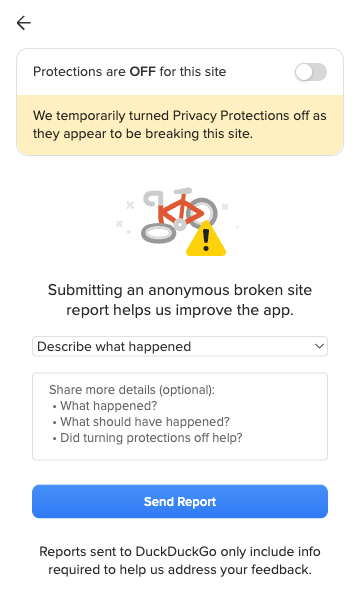 Protections are OFF for this site
We temporarily turned Privacy Protections off as
they appear to be breaking this site.
Submitting an anonymous broken site
report helps us improve the app.
Describe what happened
Share more details (optional):
• What happened?
• What should have happened?
• Did turning protections off help?
Send Report
Reports sent to DuckDuckGo only include info
required to help us address your feedback.